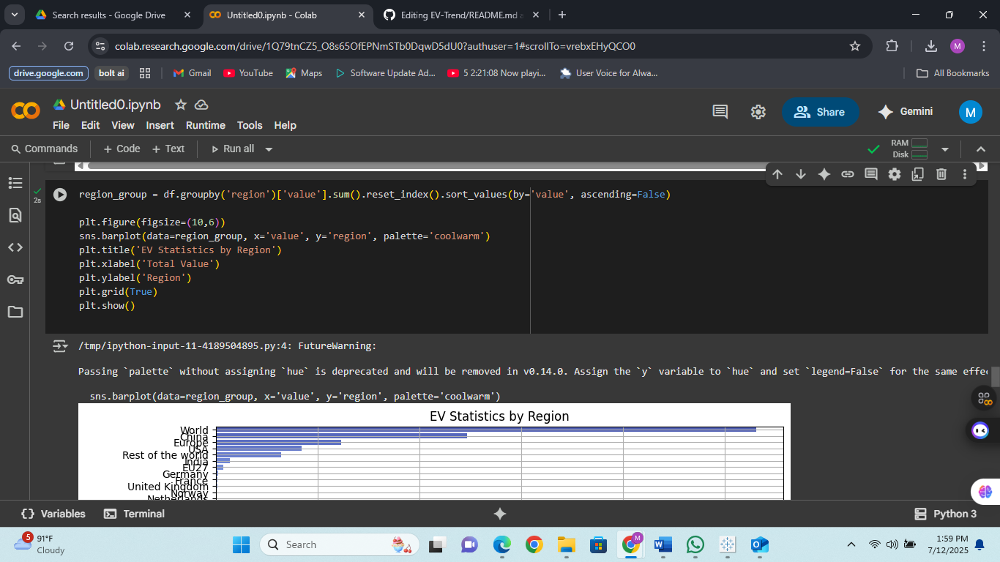 Search results - Google Drive
Untitled0.ipynb - Colab
Editing EV-Trend/README.md a
colab.research.google.com/drive/1Q79tnCZ5_O8s65OfEPNmSTb0DqwD5dU0?authuser=1#scrollTo=vrebxEHyQCO0
M
drive.google.com
bolt ai
Gmail
YouTube
Maps
Software Update Ad...
5 2:21:08 Now playi...
User Voice for Alwa...
All Bookmarks
Untitled0.ipynb
Share
Gemini
M
File Edit View Insert Runtime Tools Help
Commands + Code + Text Run all
RAM
Disk
2s
region_group = df.groupby('region')['value'].sum().reset_index().sort_values(by='value', ascending=False)
plt.figure(figsize=(10,6))
sns.barplot(data=region_group, x='value', y='region', palette='coolwarm')
plt.title('EV Statistics by Region')
plt.xlabel('Total Value')
plt.ylabel('Region')
plt.grid(True)
plt.show()
/tmp/ipython-input-11-4189504895.py:4: FutureWarning:
Passing `palette` without assigning `hue` is deprecated and will be removed in v0.14.0. Assign the `y` variable to `hue` and set `legend=False` for the same effec
sns.barplot(data=region_group, x='value', y='region', palette='coolwarm')
EV Statistics by Region
World
China
Europe
USA
Rest of the world
India
EU27
Germany
France
United Kingdom
Norway
Netherlands
Variables Terminal
Python 3
5
91°F
Cloudy
Search
M
1:59 PM
7/12/2025